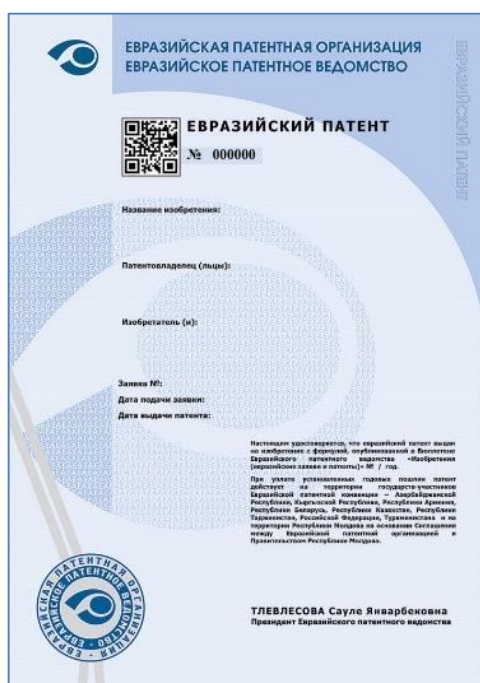 ЕВРАЗИЙСКАЯ ПАТЕНТНАЯ ОРГАНИЗАЦИЯ
ЕВРАЗИЙСКОЕ ПАТЕНТНОЕ ВЕДОМСТВО
ЕВРАЗИЙСКИЙ ПАТЕНТ
ЕВРАЗИЙСКИЙ ПАТЕНТ
№ 000000
Название изобретения:
Патентовладелец (льцы):
Изобретатель (и):
Заявка №:
Дата подачи заявки:
Дата выдачи патента:
Настоящим удостоверяется, что евразийский патент выдан
на изобретение с формулой, опубликованной в Бюллетене
Евразийского патентного ведомства «Изобретения
(евразийские заявки и патенты)» № / год.
При уплате установленных годовых пошлин патент
действует на территории государств-участников
Евразийской патентной конвенции – Азербайджанской
Республики, Кыргызской Республики, Республики Армения,
Республики Беларусь, Республики Казахстан, Республики
Таджикистан, Российской Федерации, Туркменистана и на
территории Республики Молдова на основании Соглашения
между Евразийской патентной организацией и
Правительством Республики Молдова.
ЕВРАЗИЙСКАЯ ПАТЕНТНАЯ ОРГАНИЗАЦИЯ
ЕВРАЗИЙСКОЕ ПАТЕНТНОЕ ВЕДОМСТВО
ТЛЕВЛЕСОВА Сауле Январбековна
Президент Евразийского патентного ведомства